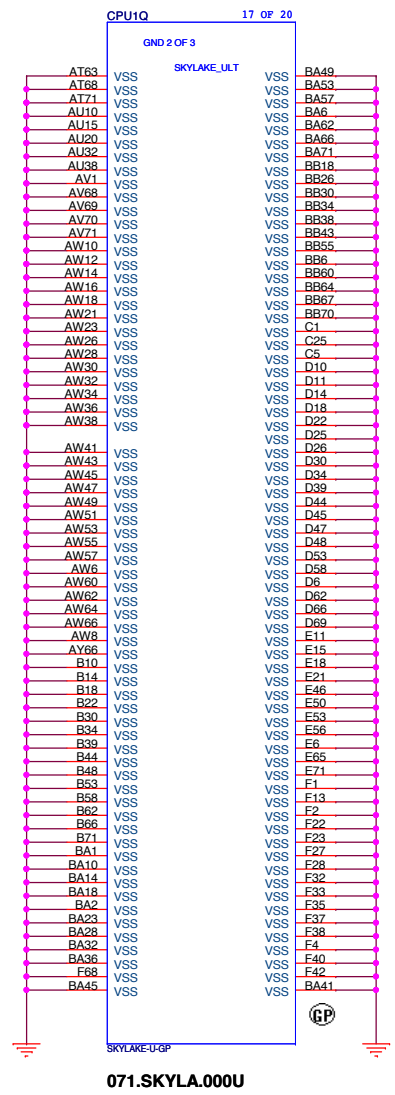 CPU1Q 17 OF 20
GND 2 OF 3
SKYLAKE_ULT
AT63 VSS VSS BA49
AT68 VSS VSS BA53
AT71 VSS VSS BA57
AU10 VSS VSS BA6
AU15 VSS VSS BA62
AU20 VSS VSS BA66
AU32 VSS VSS BA71
AU38 VSS VSS BB18
AV1 VSS VSS BB26
AV68 VSS VSS BB30
AV69 VSS VSS BB34
AV70 VSS VSS BB38
AV71 VSS VSS BB43
AW10 VSS VSS BB55
AW12 VSS VSS BB6
AW14 VSS VSS BB60
AW16 VSS VSS BB64
AW18 VSS VSS BB67
AW21 VSS VSS BB70
AW23 VSS VSS C1
AW26 VSS VSS C25
AW28 VSS VSS C5
AW30 VSS VSS D10
AW32 VSS VSS D11
AW34 VSS VSS D14
AW36 VSS VSS D18
AW38 VSS VSS D22
VSS D25
AW41 VSS VSS D26
AW43 VSS VSS D30
AW45 VSS VSS D34
AW47 VSS VSS D39
AW49 VSS VSS D44
AW51 VSS VSS D45
AW53 VSS VSS D47
AW55 VSS VSS D48
AW57 VSS VSS D53
AW6 VSS VSS D58
AW60 VSS VSS D6
AW62 VSS VSS D62
AW64 VSS VSS D66
AW66 VSS VSS D69
AW8 VSS VSS E11
AY66 VSS VSS E15
B10 VSS VSS E18
B14 VSS VSS E21
B18 VSS VSS E46
B22 VSS VSS E50
B30 VSS VSS E53
B34 VSS VSS E56
B39 VSS VSS E6
B44 VSS VSS E65
B48 VSS VSS E71
B53 VSS VSS F1
B58 VSS VSS F13
B62 VSS VSS F2
B66 VSS VSS F22
B71 VSS VSS F23
BA1 VSS VSS F27
BA10 VSS VSS F28
BA14 VSS VSS F32
BA18 VSS VSS F33
BA2 VSS VSS F35
BA23 VSS VSS F37
BA28 VSS VSS F38
BA32 VSS VSS F4
BA36 VSS VSS F40
F68 VSS VSS F42
BA45 VSS VSS BA41
GP
SKYLAKE-U-GP
071.SKYLA.000U